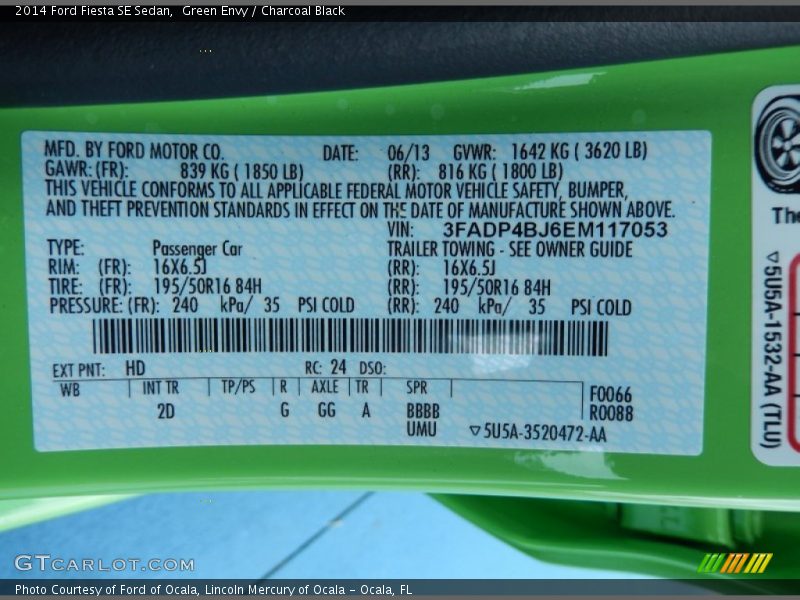 2014 Ford Fiesta SE Sedan, Green Envy / Charcoal Black
MFD. BY FORD MOTOR CO. DATE: 06/13 GVWR: 1642 KG ( 3620 LB)
GAWR: (FR): 839 KG ( 1850 LB) (RR): 816 KG ( 1800 LB)
THIS VEHICLE CONFORMS TO ALL APPLICABLE FEDERAL MOTOR VEHICLE SAFETY, BUMPER,
AND THEFT PREVENTION STANDARDS IN EFFECT ON THE DATE OF MANUFACTURE SHOWN ABOVE.
VIN: 3FADP4BJ6EM117053
TYPE: Passenger Car TRAILER TOWING - SEE OWNER GUIDE
RIM: (FR): 16X6.5J (RR): 16X6.5J
TIRE: (FR): 195/50R16 84H (RR): 195/50R16 84H
PRESSURE: (FR): 240 kPa/ 35 PSI COLD (RR): 240 kPa/ 35 PSI COLD
EXT PNT: HD RC: 24 DSO:
WB INT TR TP/PS R AXLE TR SPR F0066
2D G GG A BBBB R0088
UMU ▽5U5A-3520472-AA
The
▽5U5A-1532-AA (TLU)
GTCARLOT.COM
Photo Courtesy of Ford of Ocala, Lincoln Mercury of Ocala – Ocala, FL